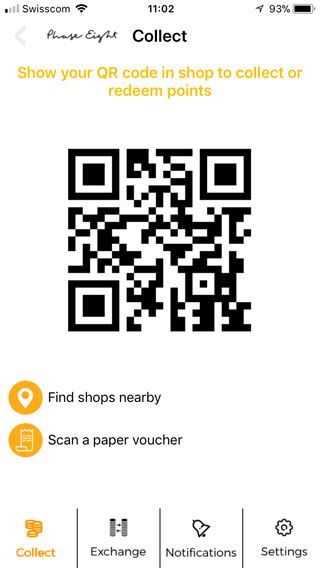 Swisscom 11:02 93%
Phase Eight Collect
Show your QR code in shop to collect or
redeem points
Find shops nearby
Scan a paper voucher
Collect Exchange Notifications Settings